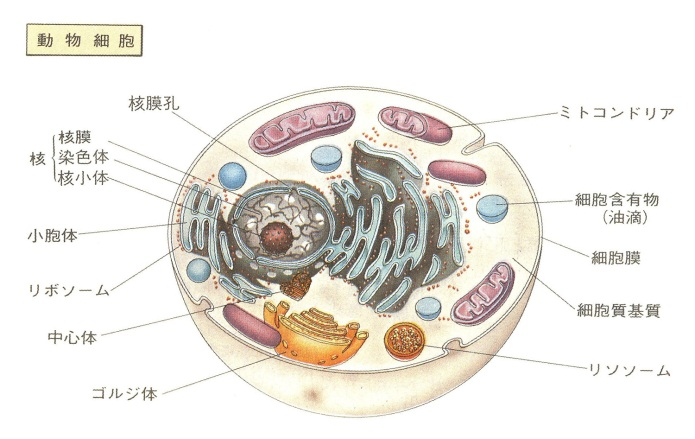 動物細胞
核膜孔
核膜
核
染色体
核小体
小胞体
リボソーム
中心体
ゴルジ体
ミトコンドリア
細胞含有物
(油滴)
細胞膜
細胞質基質
リソソーム